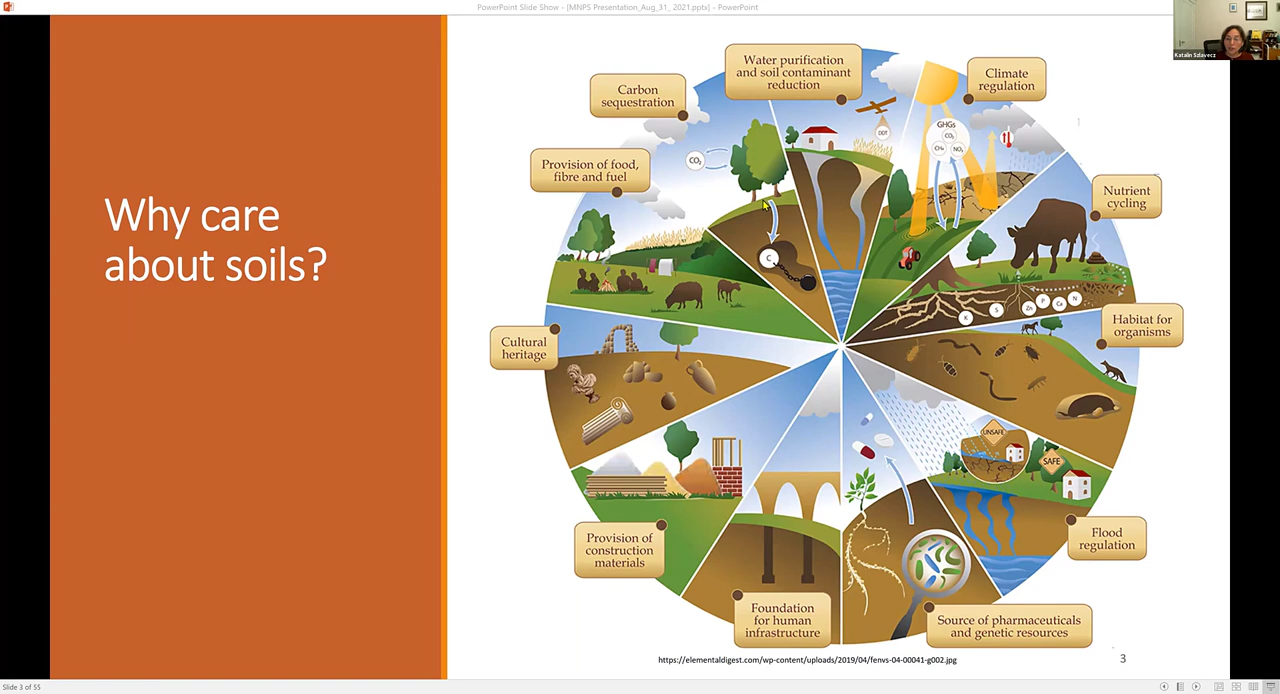 PowerPoint Slide Show - [MNPS Presentation_Aug_31, 2021.pptx] - PowerPoint
Katalin Szlavecz
Why care
about soils?
Water purification
and soil contaminant
reduction
Climate
regulation
Carbon
sequestration
Provision of food,
fibre and fuel
Nutrient
cycling
Habitat for
organisms
Cultural
heritage
Provision of
construction
materials
Flood
regulation
Foundation
for human
infrastructure
Source of pharmaceuticals
and genetic resources
CO₂
C
DDT
GHGs
CO₂
CH₄
NOₓ
K
S
Zn
P
Ca
N
UNSAFE
SAFE
https://elementaldigest.com/wp-content/uploads/2019/04/fenvs-04-00041-g002.jpg
3
Slide 3 of 55